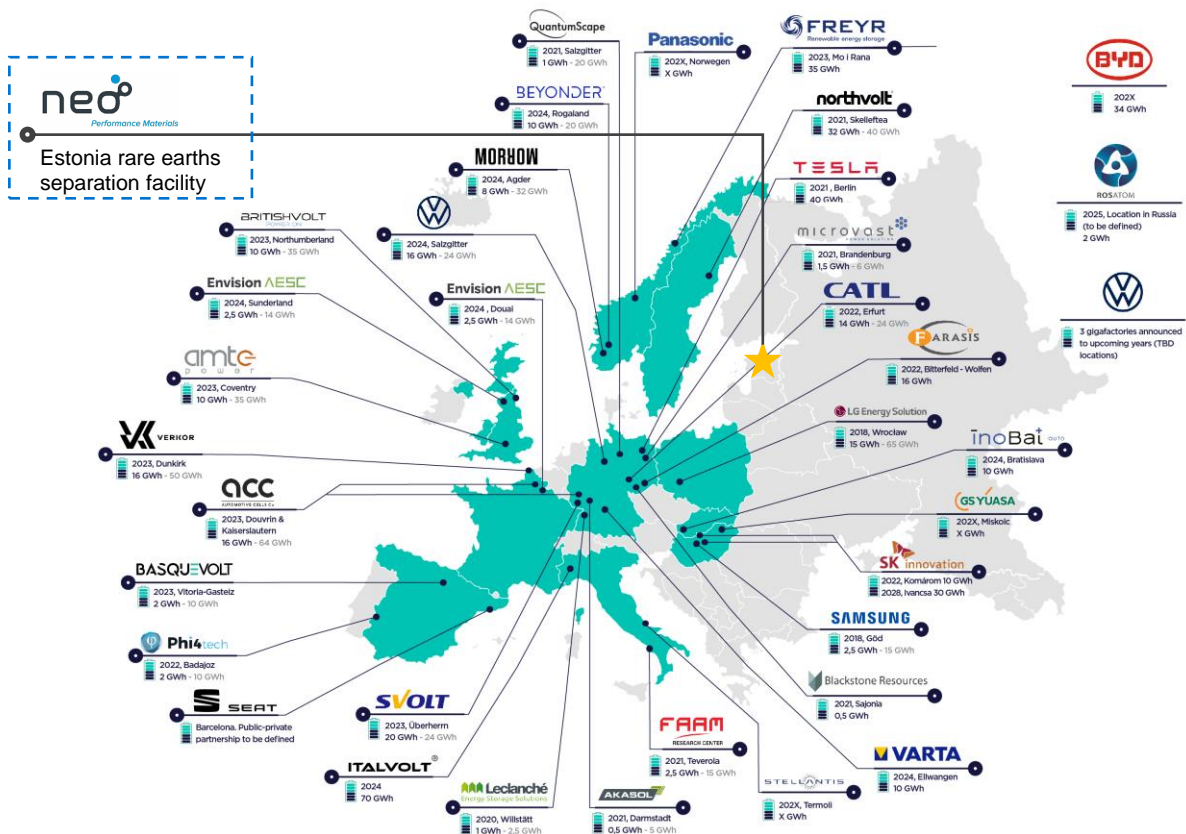 neo
Performance Materials
Estonia rare earths
separation facility
QuantumScape
2021, Salzgitter
1 GWh - 20 GWh
Panasonic
202X, Norwegen
X GWh
FREYR
Renewable energy storage
2023, Mo I Rana
35 GWh
BYD
202X
34 GWh
BEYONDER
2024, Rogaland
10 GWh - 20 GWh
northvolt
2021, Skelleftea
32 GWh - 40 GWh
MORROW
2024, Agder
8 GWh - 32 GWh
TESLA
2021, Berlin
40 GWh
ROSATOM
2025, Location in Russia
(to be defined)
2 GWh
BRITISHVOLT
2023, Northumberland
10 GWh - 35 GWh
VW
2024, Salzgitter
16 GWh - 24 GWh
microvast
POWER SOLUTION
2021, Brandenburg
1,5 GWh - 6 GWh
Envision AESC
2024, Sunderland
2,5 GWh - 14 GWh
Envision AESC
2024 , Douai
2,5 GWh - 14 GWh
CATL
2022, Erfurt
14 GWh - 24 GWh
VW
3 gigafactories announced
to upcoming years (TBD
locations)
FARASIS
2022, Bitterfeld - Wolfen
16 GWh
amte
power
2023, Coventry
10 GWh - 35 GWh
LG Energy Solution
2018, Wrocław
15 GWh - 65 GWh
inoBat auto
2024, Bratislava
10 GWh
VERKOR
2023, Dunkirk
16 GWh - 50 GWh
acc
AUTOMOTIVE CELLS Co
2023, Douvrin &
Kaiserslautern
16 GWh - 64 GWh
GS YUASA
202X, Miskolc
X GWh
SK innovation
2022, Komárom 10 GWh
2028, Ivancsa 30 GWh
BASQUEVOLT
2023, Vitoria-Gasteiz
2 GWh - 10 GWh
SAMSUNG
2018, Göd
2,5 GWh - 15 GWh
Phi4tech
2022, Badajoz
2 GWh - 10 GWh
Blackstone Resources
2021, Sajonia
0,5 GWh
SEAT
Barcelona. Public-private
partnership to be defined
SVOLT
2023, Überherrn
20 GWh - 24 GWh
FAAM
RESEARCH CENTER
2021, Teverola
2,5 GWh - 15 GWh
VARTA
2024, Ellwangen
10 GWh
ITALVOLT®
2024
70 GWh
Leclanché
Energy Storage Solutions
2020, Willstätt
1 GWh - 2,5 GWh
AKASOL
2021, Darmstadt
0,5 GWh - 5 GWh
STELLANTIS
202X, Termoli
X GWh